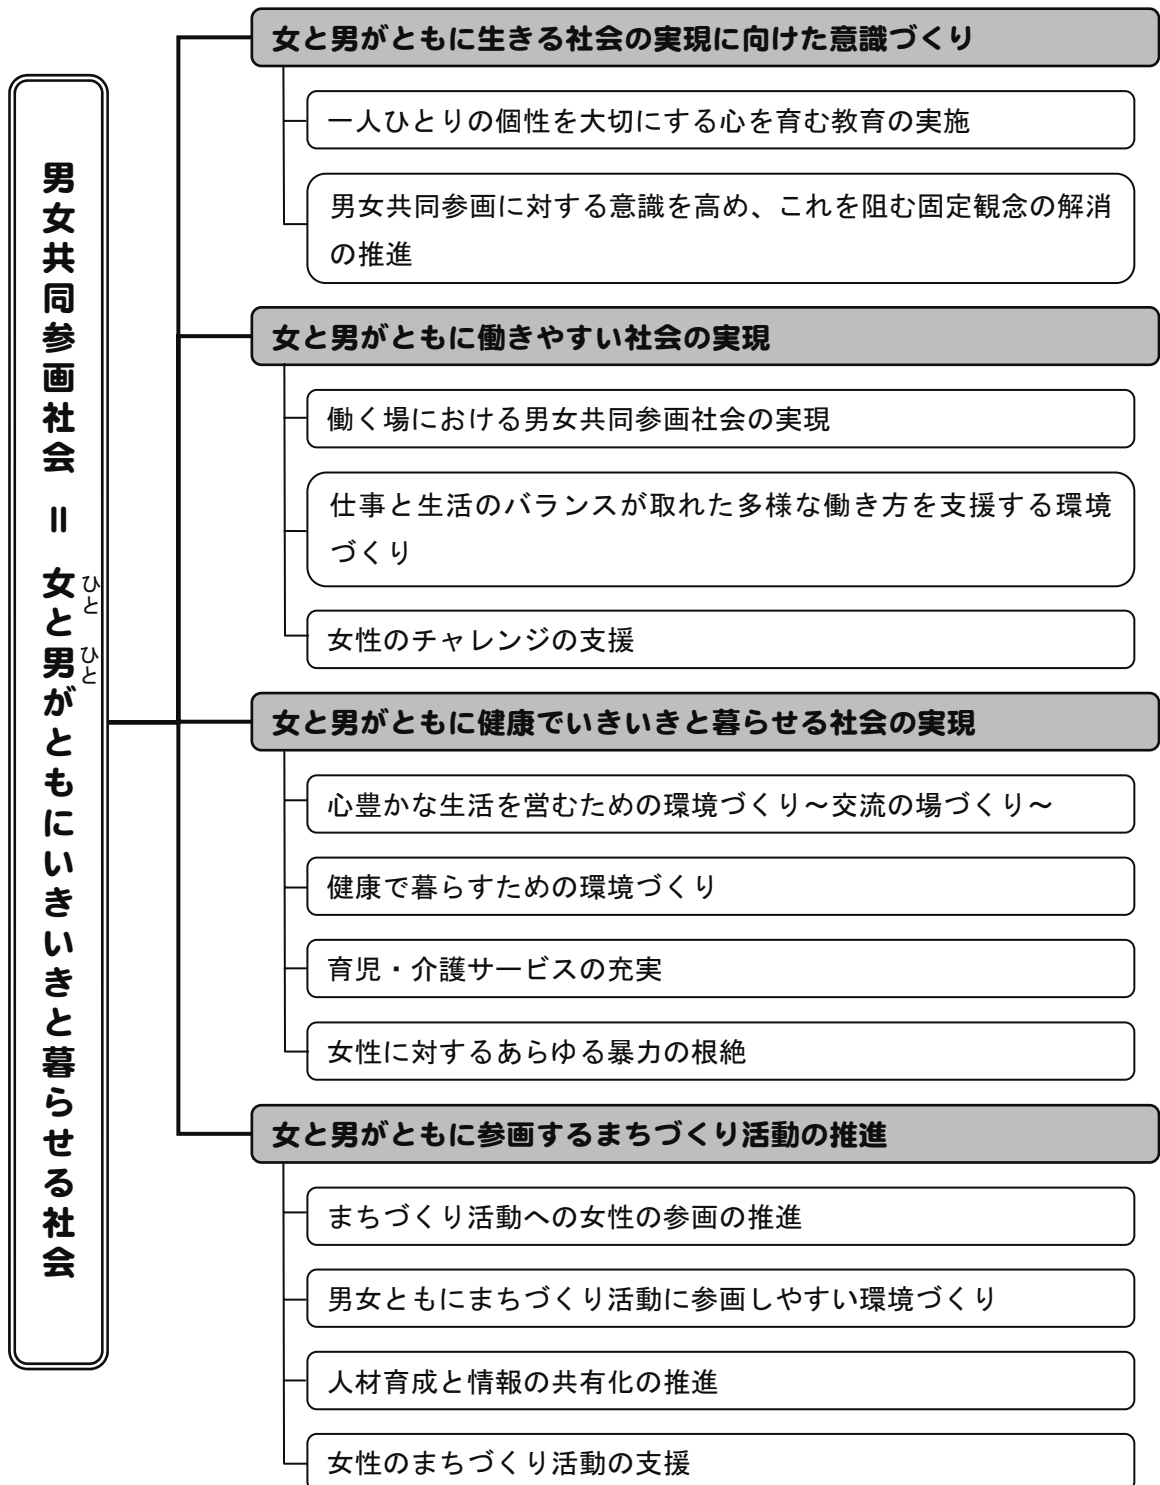 男女共同参画社会 = 女と男がともにいきいきと暮らせる社会
ひと
ひと
女と男がともに生きる社会の実現に向けた意識づくり
一人ひとりの個性を大切にする心を育む教育の実施
男女共同参画に対する意識を高め、これを阻む固定観念の解消
の推進
女と男がともに働きやすい社会の実現
働く場における男女共同参画社会の実現
仕事と生活のバランスが取れた多様な働き方を支援する環境
づくり
女性のチャレンジの支援
女と男がともに健康でいきいきと暮らせる社会の実現
心豊かな生活を営むための環境づくり～交流の場づくり～
健康で暮らすための環境づくり
育児・介護サービスの充実
女性に対するあらゆる暴力の根絶
女と男がともに参画するまちづくり活動の推進
まちづくり活動への女性の参画の推進
男女ともにまちづくり活動に参画しやすい環境づくり
人材育成と情報の共有化の推進
女性のまちづくり活動の支援